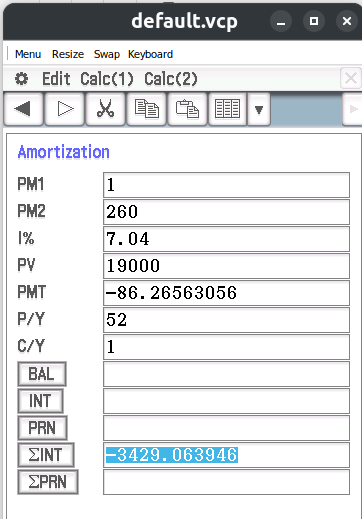 default.vcp
Menu Resize Swap Keyboard
Edit Calc(1) Calc(2)
Amortization
PM1 1
PM2 260
I% 7.04
PV 19000
PMT -86.26563056
P/Y 52
C/Y 1
BAL
INT
PRN
ΣINT -3429.063946
ΣPRN